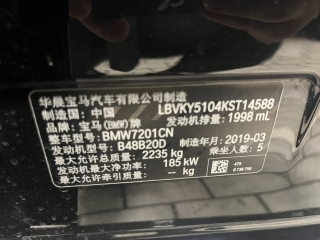 华晨宝马汽车有限公司制造
制造国：中国 LBVKY5104KST14588
品牌：宝马(BMW)牌 发动机排量：1998 mL
整车型号：BMW7201CN
发动机型号：B48B20D 制造年月：2019-03
最大允许总质量：2235 kg 乘坐人数：5
发动机最大净功率：185 kW
最大允许牵引质量：-- kg